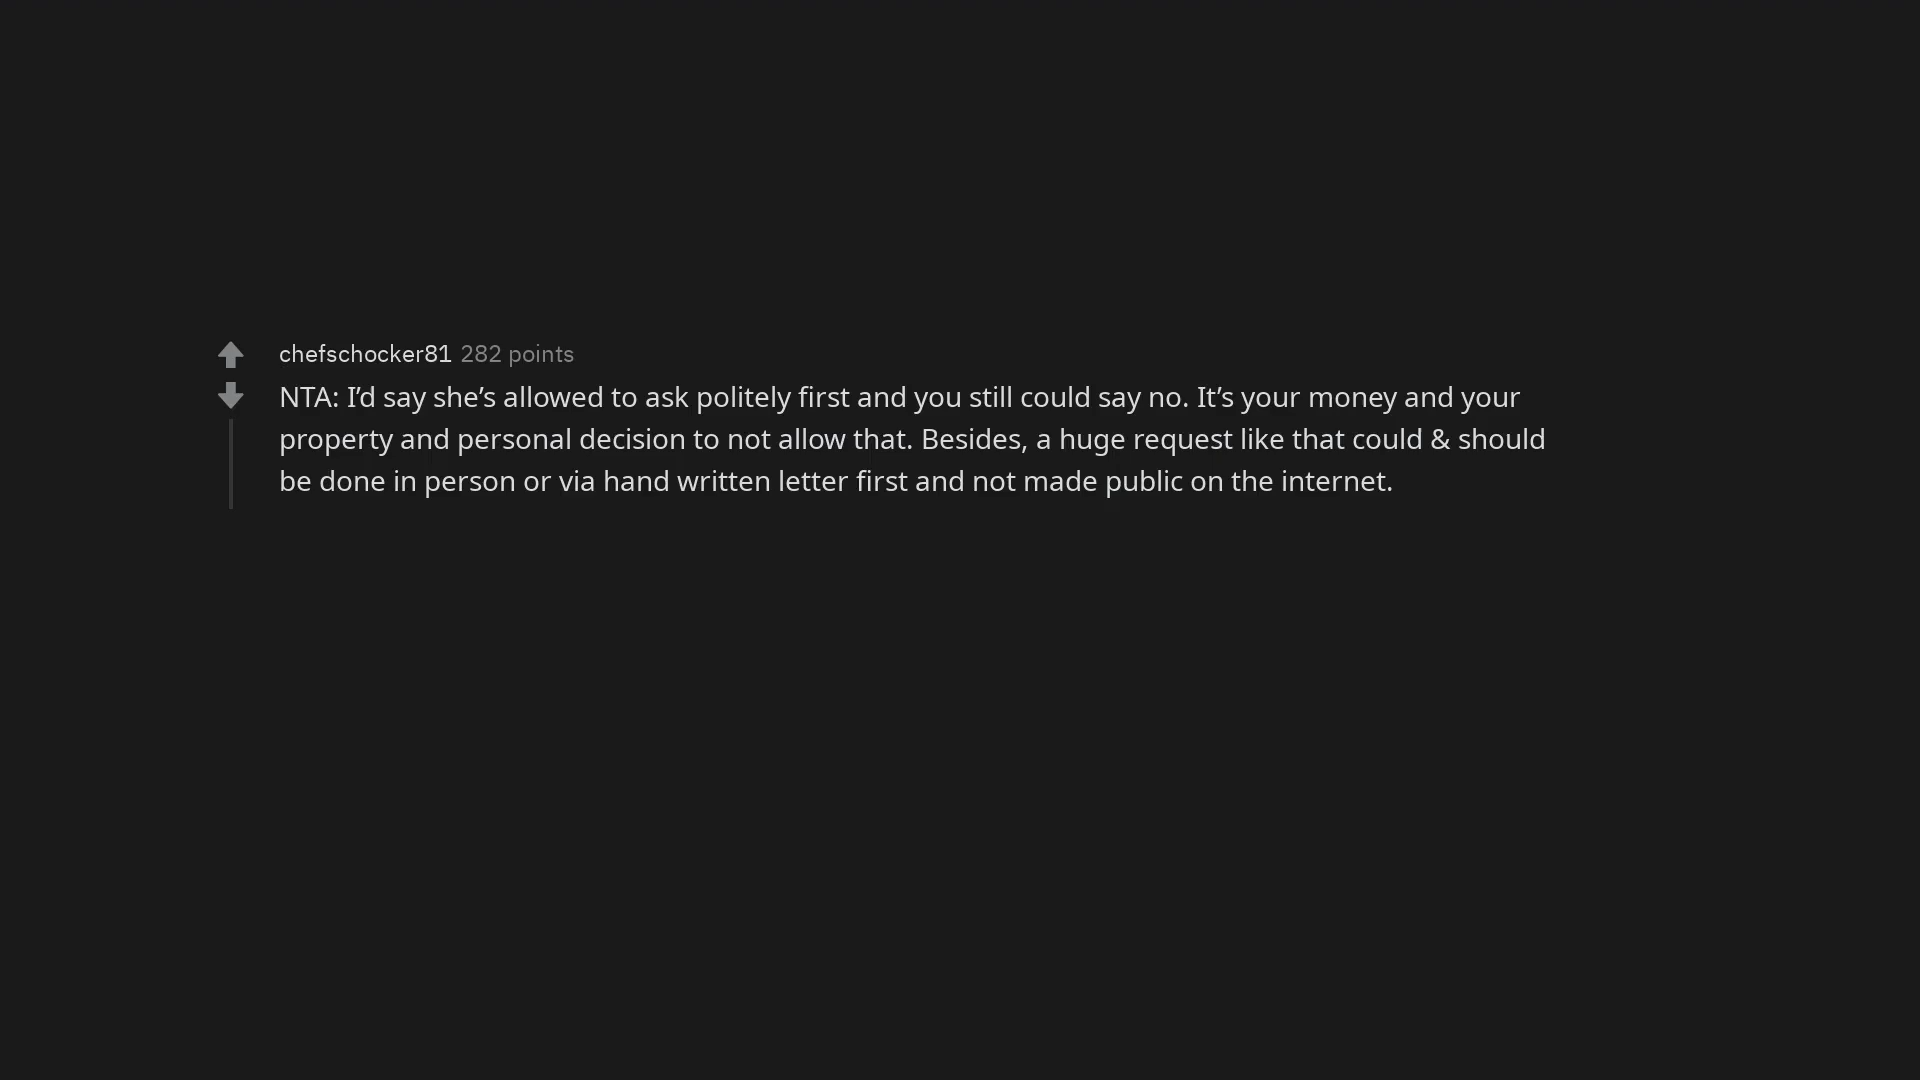 chefschocker81 282 points
NTA: I’d say she’s allowed to ask politely first and you still could say no. It’s your money and your
property and personal decision to not allow that. Besides, a huge request like that could & should
be done in person or via hand written letter first and not made public on the internet.